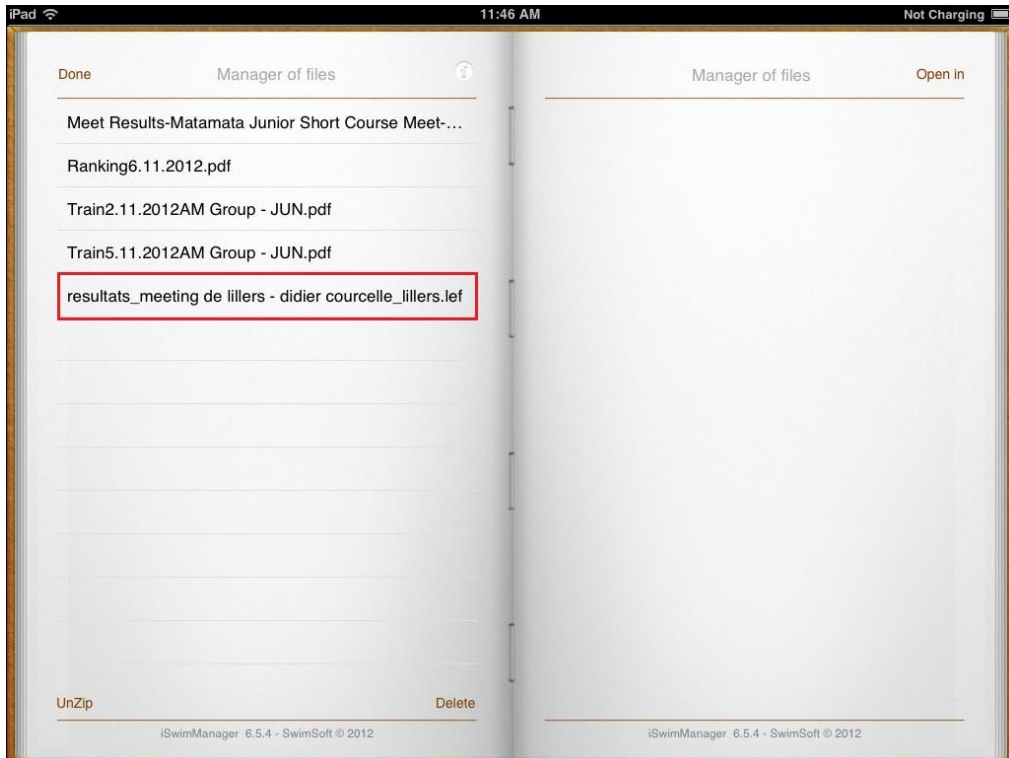 iPad 11:46 AM Not Charging
Done Manager of files
Meet Results-Matamata Junior Short Course Meet-...
Ranking6.11.2012.pdf
Train2.11.2012AM Group - JUN.pdf
Train5.11.2012AM Group - JUN.pdf
resultats_meeting de lillers - didier courcelle_lillers.lef
UnZip Delete
iSwimManager 6.5.4 - SwimSoft © 2012
Manager of files Open in
iSwimManager 6.5.4 - SwimSoft © 2012